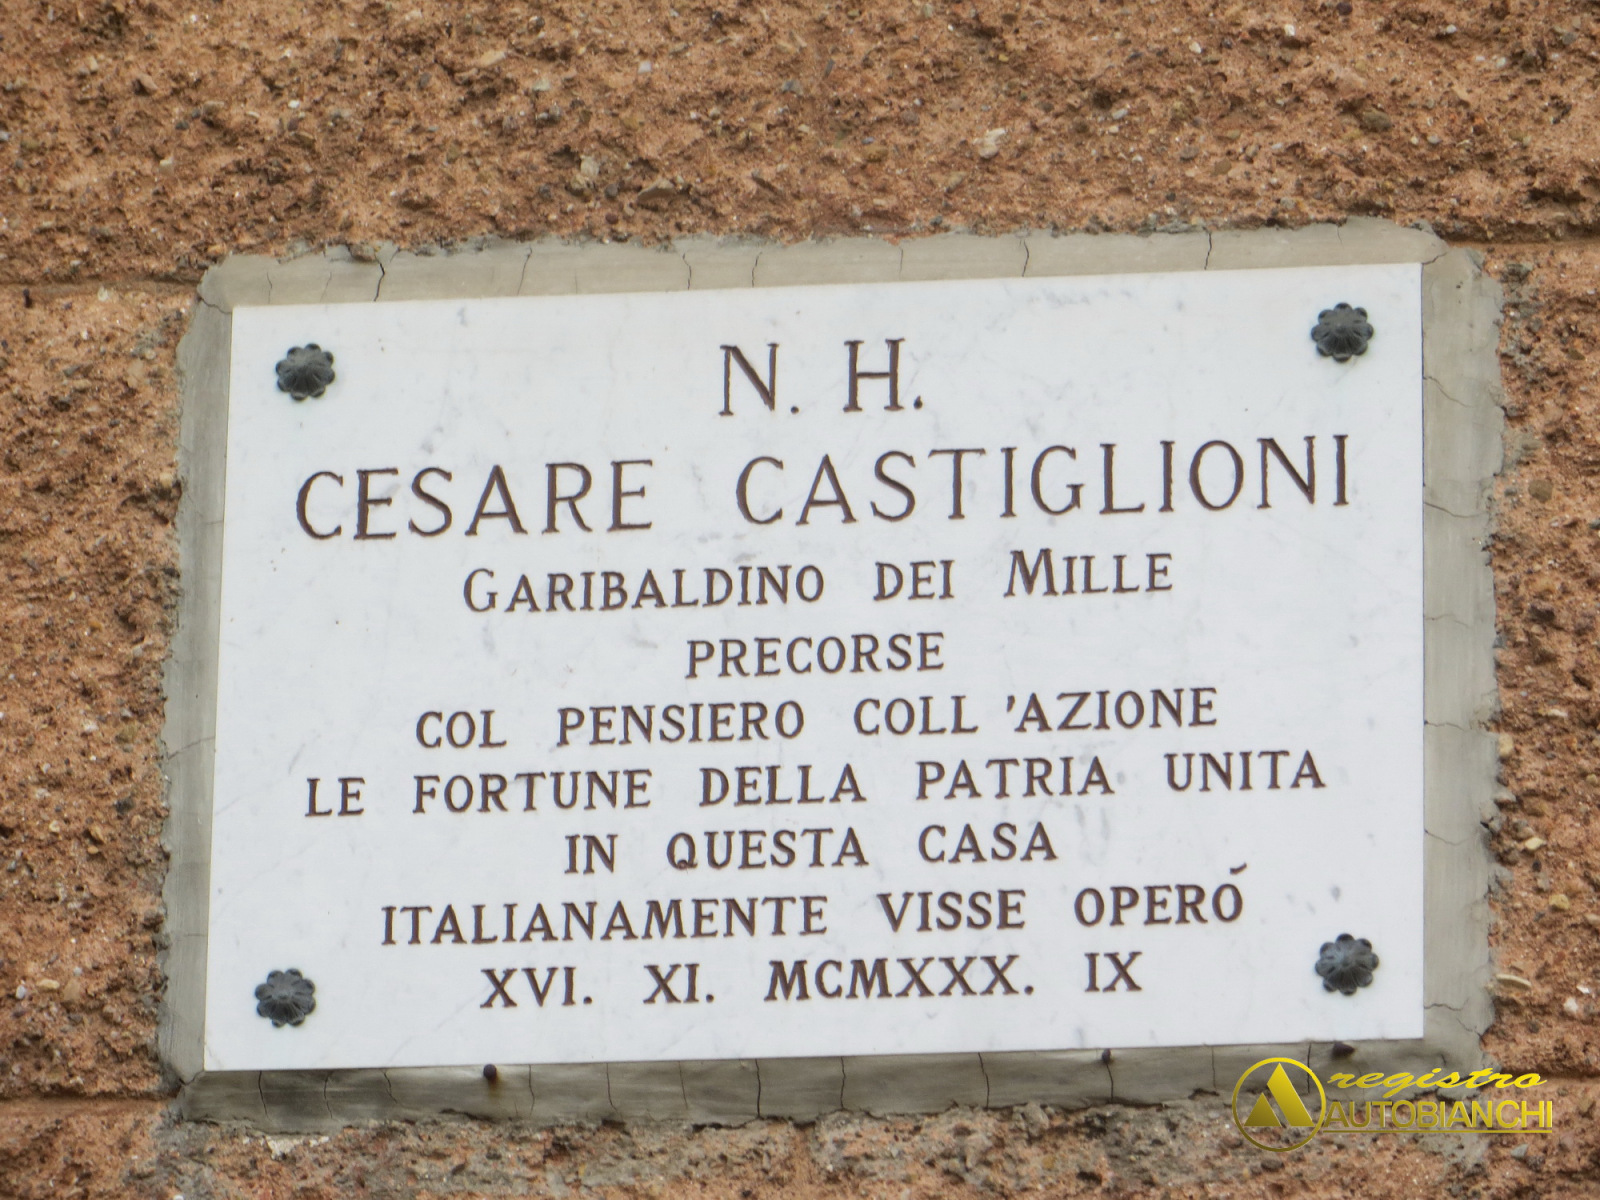 N. H.
CESARE CASTIGLIONI
GARIBALDINO DEI MILLE
PRECORSE
COL PENSIERO COLL'AZIONE
LE FORTUNE DELLA PATRIA UNITA
IN QUESTA CASA
ITALIANAMENTE VISSE OPERÓ
XVI. XI. MCMXXX. IX
registro
AUTOBIANCHI